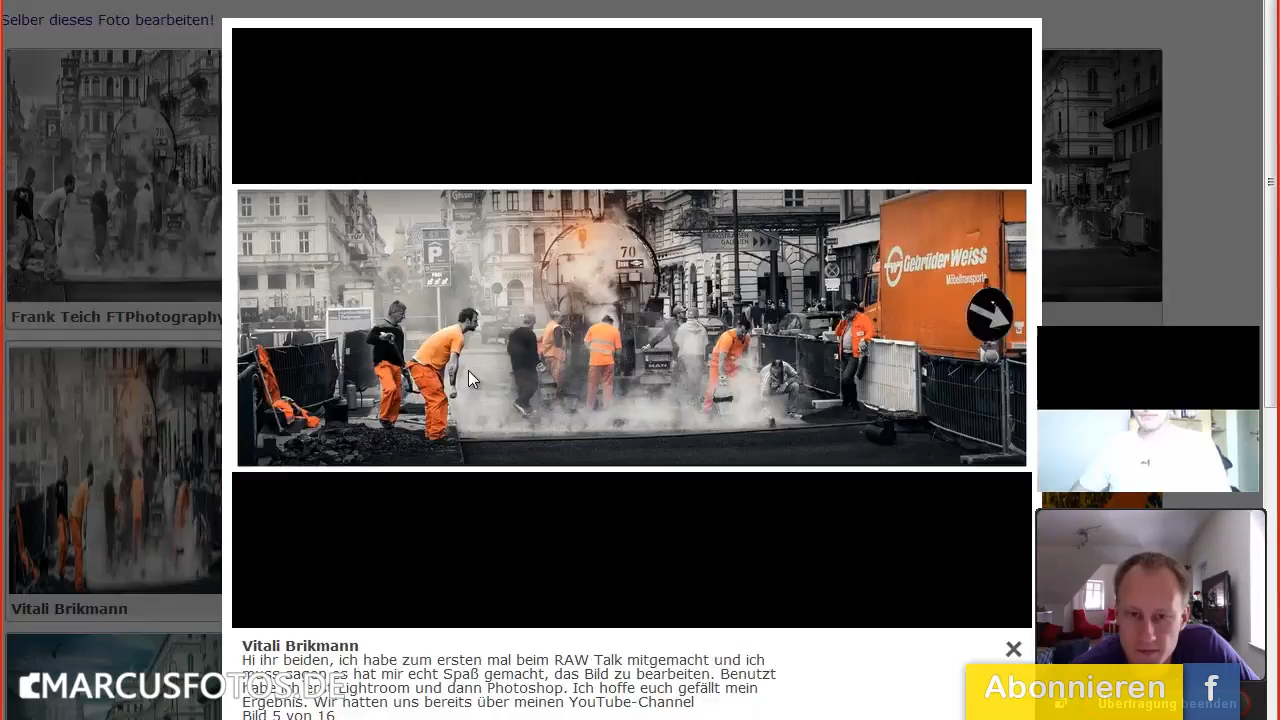 Selber dieses Foto bearbeiten!
Frank Teich FTPhotography
Vitali Brikmann
70
P
GebrüderWeiss
Möbeltransporte
MAN
Vitali Brikmann
Hi ihr beiden, ich habe zum ersten mal beim RAW Talk mitgemacht und ich
es hat mir echt Spaß gemacht, das Bild zu bearbeiten. Benutzt
Lightroom und dann Photoshop. Ich hoffe euch gefällt mein
Ergebnis. Wir hatten uns bereits über meinen YouTube-Channel
Bild 5 von 16
MARCUSFOTOS.DE
Abonnieren
f
Übertragung beenden